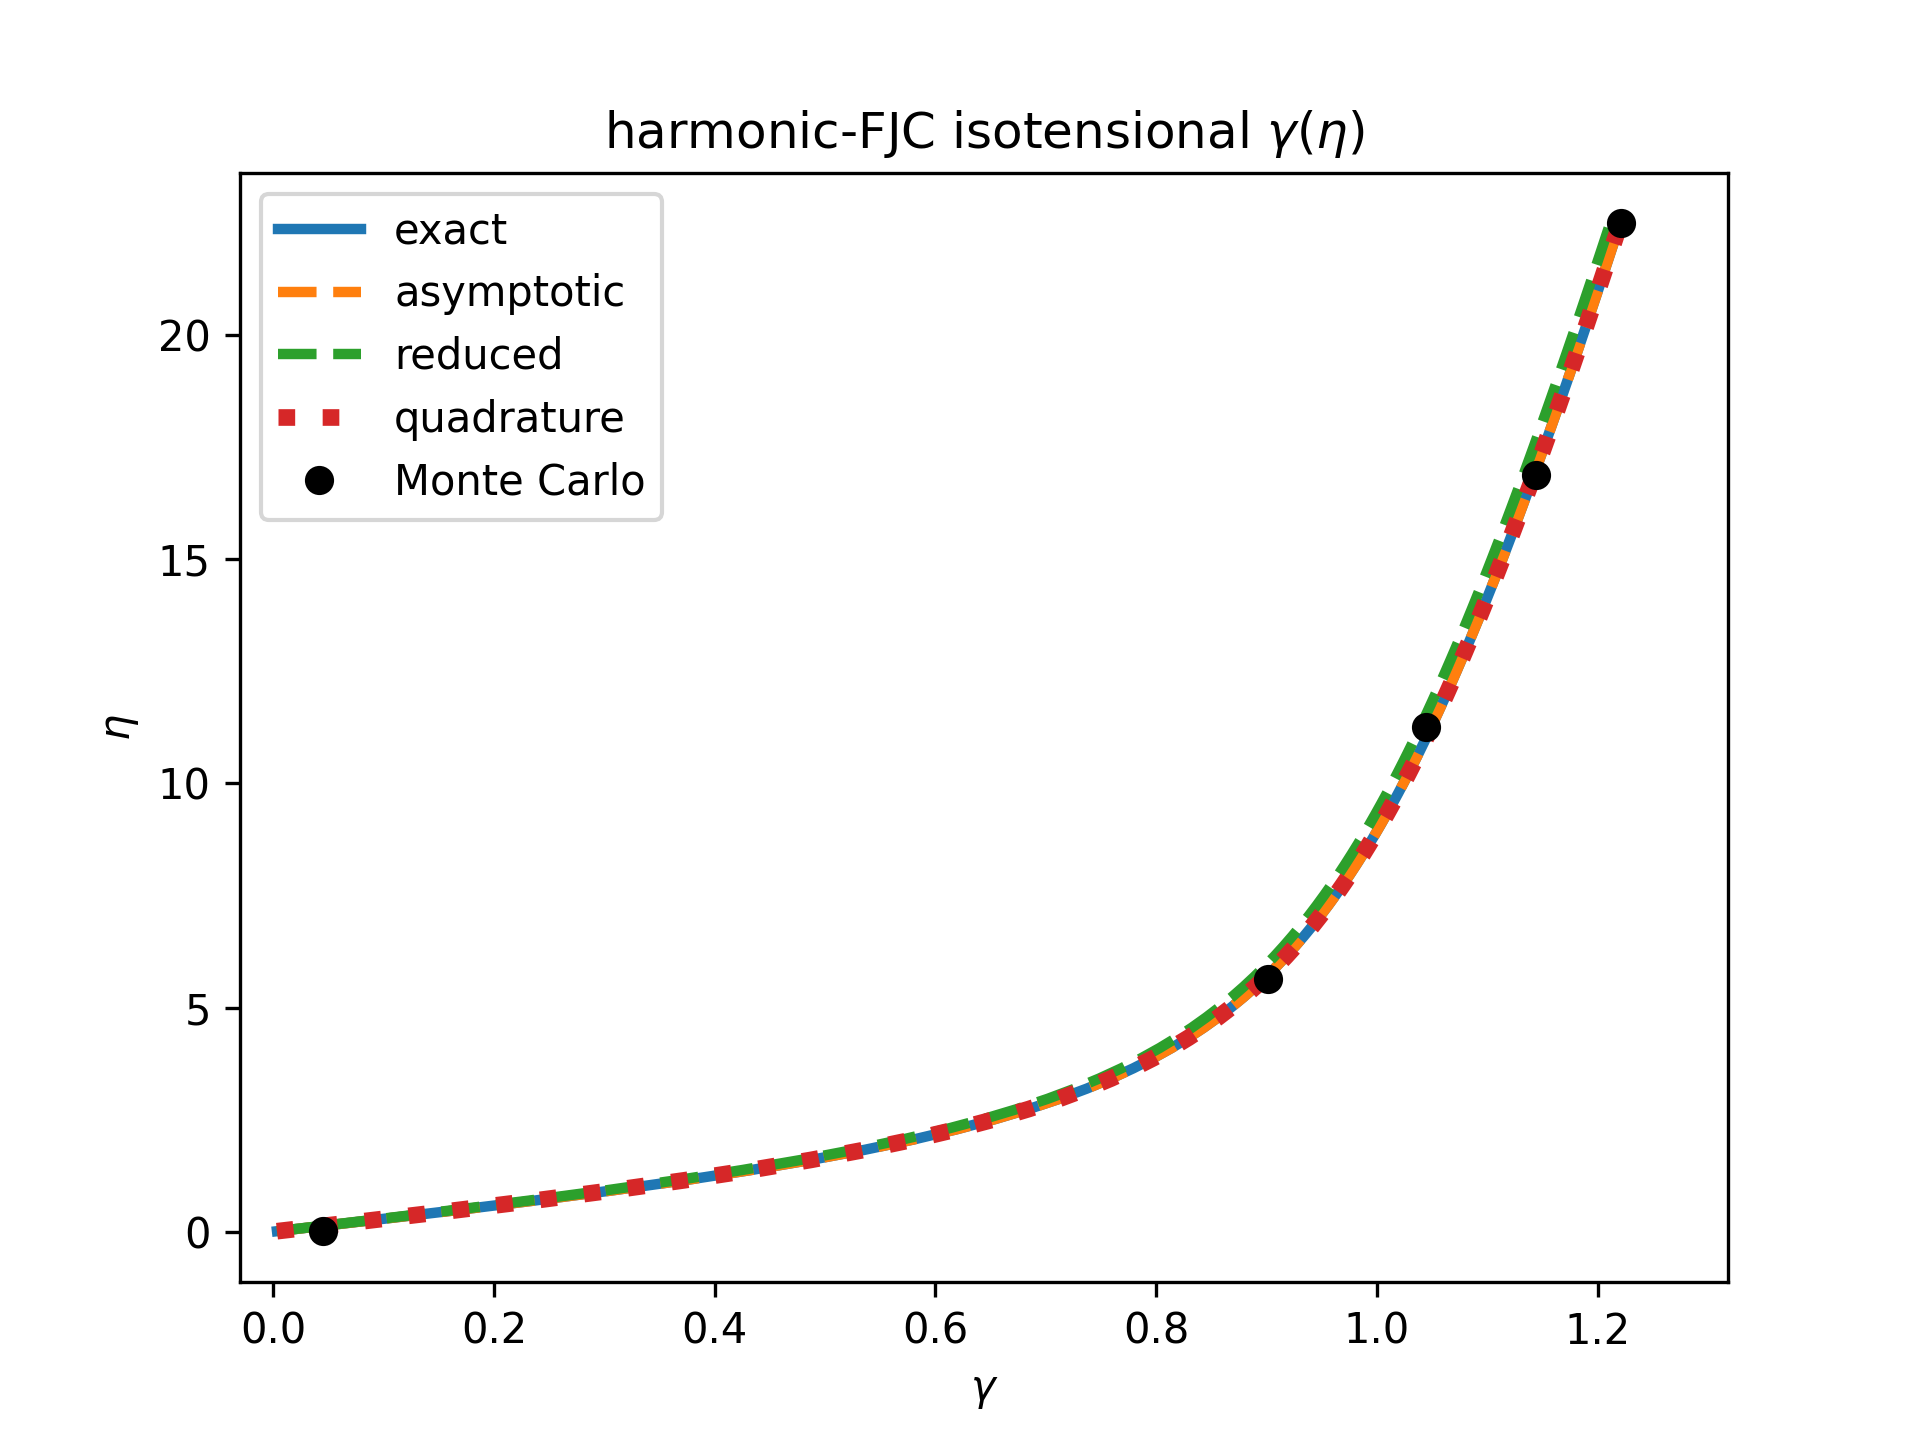 harmonic-FJC isotensional γ(η)
exact
asymptotic
reduced
quadrature
Monte Carlo
η
20
15
10
5
0
0.0 0.2 0.4 0.6 0.8 1.0 1.2
γ